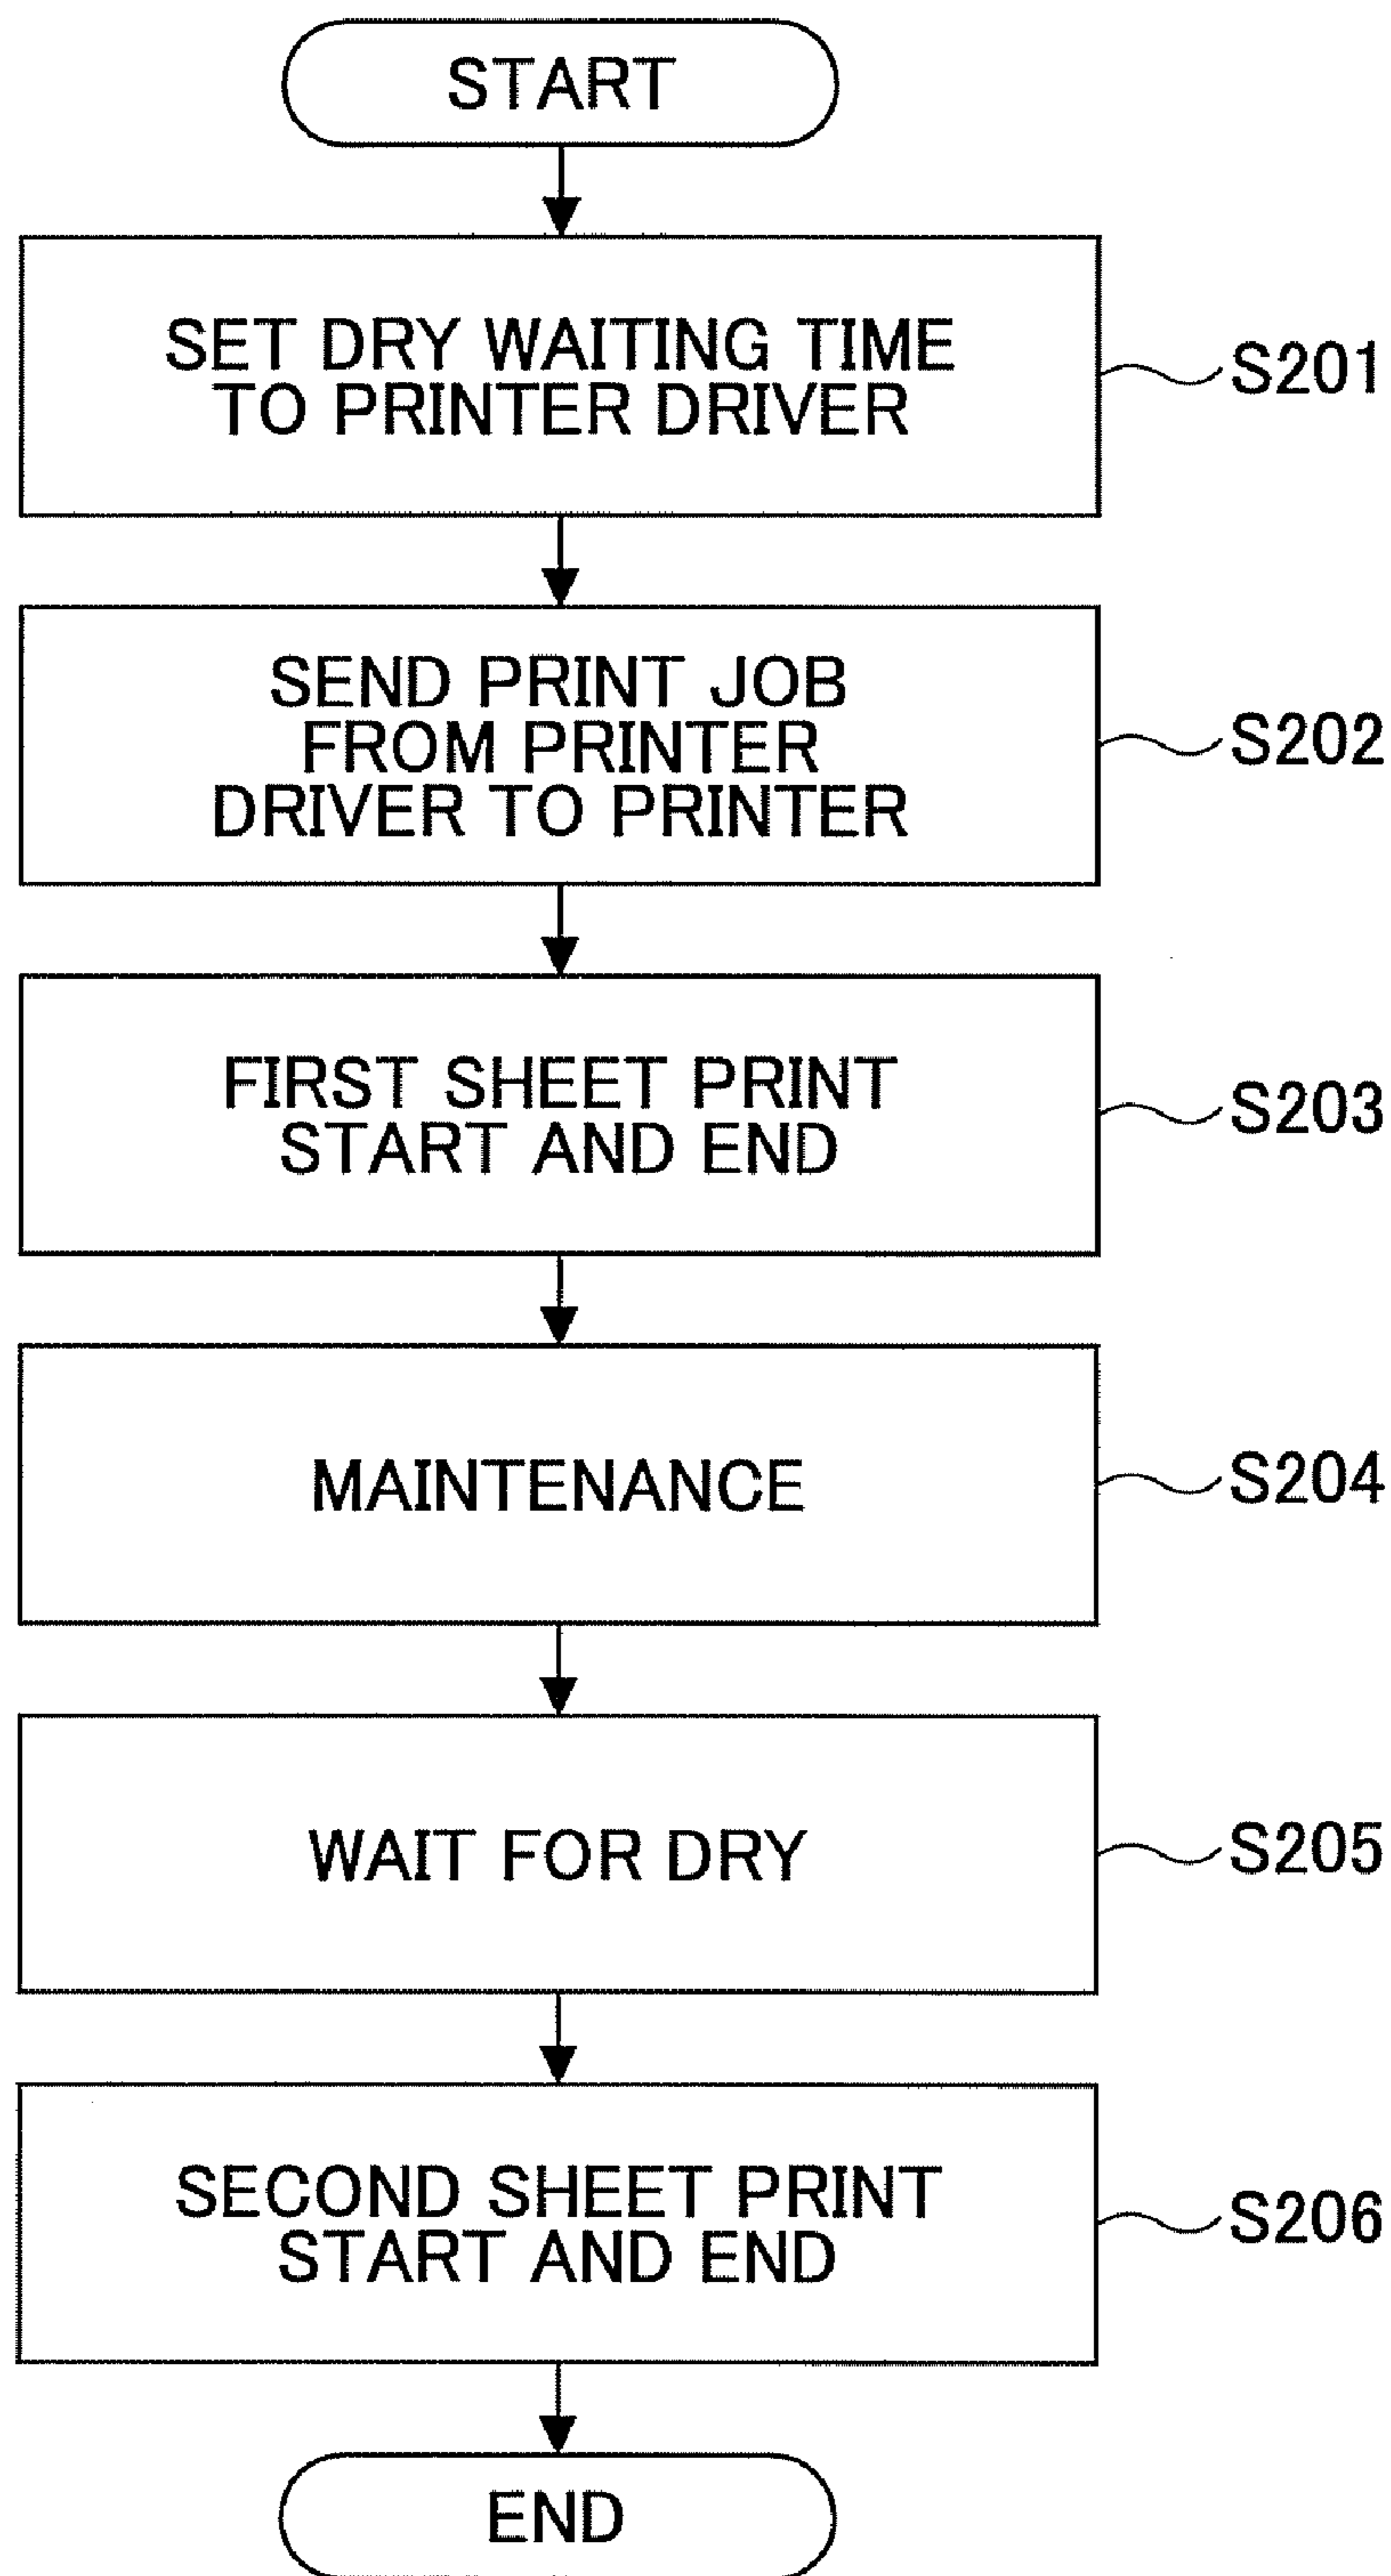 START
SET DRY WAITING TIME
TO PRINTER DRIVER
S201
SEND PRINT JOB
FROM PRINTER
DRIVER TO PRINTER
S202
FIRST SHEET PRINT
START AND END
S203
MAINTENANCE
S204
WAIT FOR DRY
S205
SECOND SHEET PRINT
START AND END
S206
END